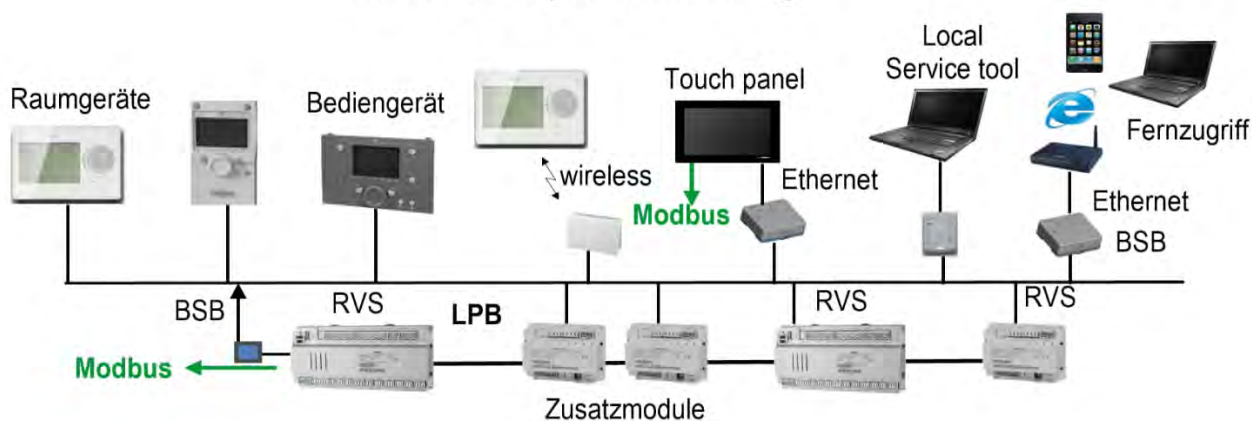 Raumgeräte
Bediengerät
wireless
Touch panel
Modbus
Ethernet
Local
Service tool
Fernzugriff
Ethernet
BSB
BSB
RVS
LPB
RVS
RVS
Modbus
Zusatzmodule